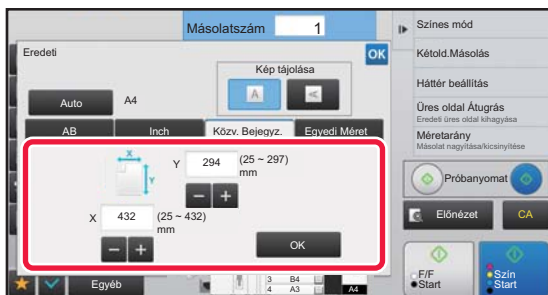 Másolatszám 1
Eredeti
OK
Kép tájolása
A
A
Auto
A4
AB
Inch
Közv. Bejegyz.
Egyedi Méret
X
Y
Y 294 (25 ~ 297)
mm
X 432 (25 ~ 432)
mm
OK
Egyéb
3 B4
4 A3
A4
Színes mód
Kétold.Másolás
Háttér beállítás
Üres oldal Átugrás
Eredeti üres oldal kihagyása
Méretarány
Másolat nagyítása/kicsinyítése
Próbanyomat
Előnézet
CA
F/F
Start
Szín
Start